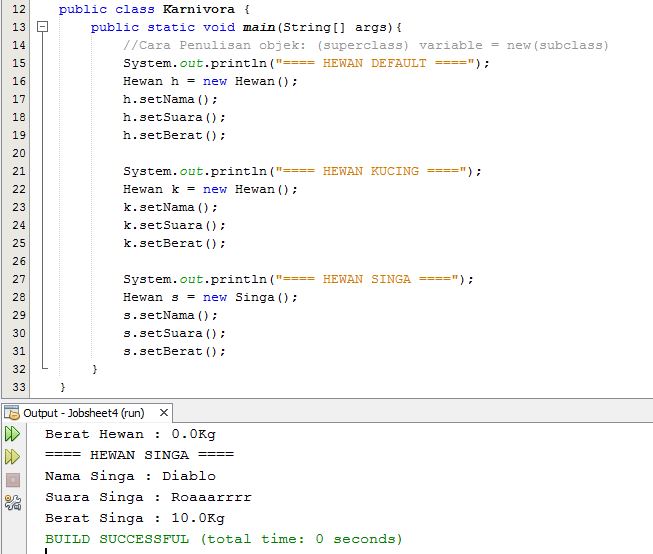 12 public class Karnivora {
13 public static void main(String[] args){
14 //Cara Penulisan objek: (superclass) variable = new(subclass)
15 System.out.println("==== HEWAN DEFAULT ====");
16 Hewan h = new Hewan();
17 h.setNama();
18 h.setSuara();
19 h.setBerat();
20
21 System.out.println("==== HEWAN KUCING ====");
22 Hewan k = new Hewan();
23 k.setNama();
24 k.setSuara();
25 k.setBerat();
26
27 System.out.println("==== HEWAN SINGA ====");
28 Hewan s = new Singa();
29 s.setNama();
30 s.setSuara();
31 s.setBerat();
32 }
33 }
Output - Jobsheet4 (run) ×
Berat Hewan : 0.0Kg
==== HEWAN SINGA ====
Nama Singa : Diablo
Suara Singa : Roaaarrrr
Berat Singa : 10.0Kg
BUILD SUCCESSFUL (total time: 0 seconds)